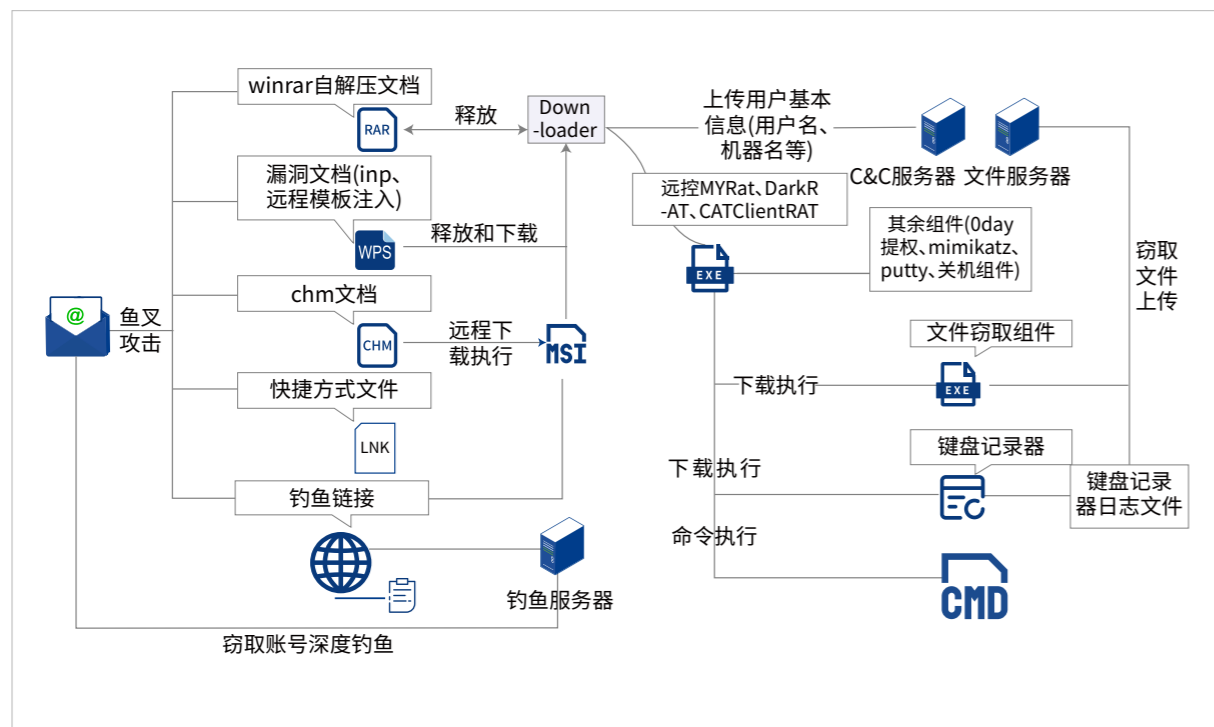 winrar自解压文档
RAR
释放
Down
-loader
上传用户基本
信息(用户名、
机器名等)
C&C服务器
文件服务器
漏洞文档(inp、
远程模板注入)
WPS
释放和下载
远控MYRat、DarkR
-AT、CATClientRAT
EXE
其余组件(0day
提权、mimikatz、
putty、关机组件)
窃取
文件
上传
@
鱼叉
攻击
chm文档
CHM
远程下
载执行
MSI
文件窃取组件
下载执行
EXE
快捷方式文件
LNK
键盘记录器
下载执行
键盘记录
器日志文件
钓鱼链接
命令执行
CMD
钓鱼服务器
窃取账号深度钓鱼